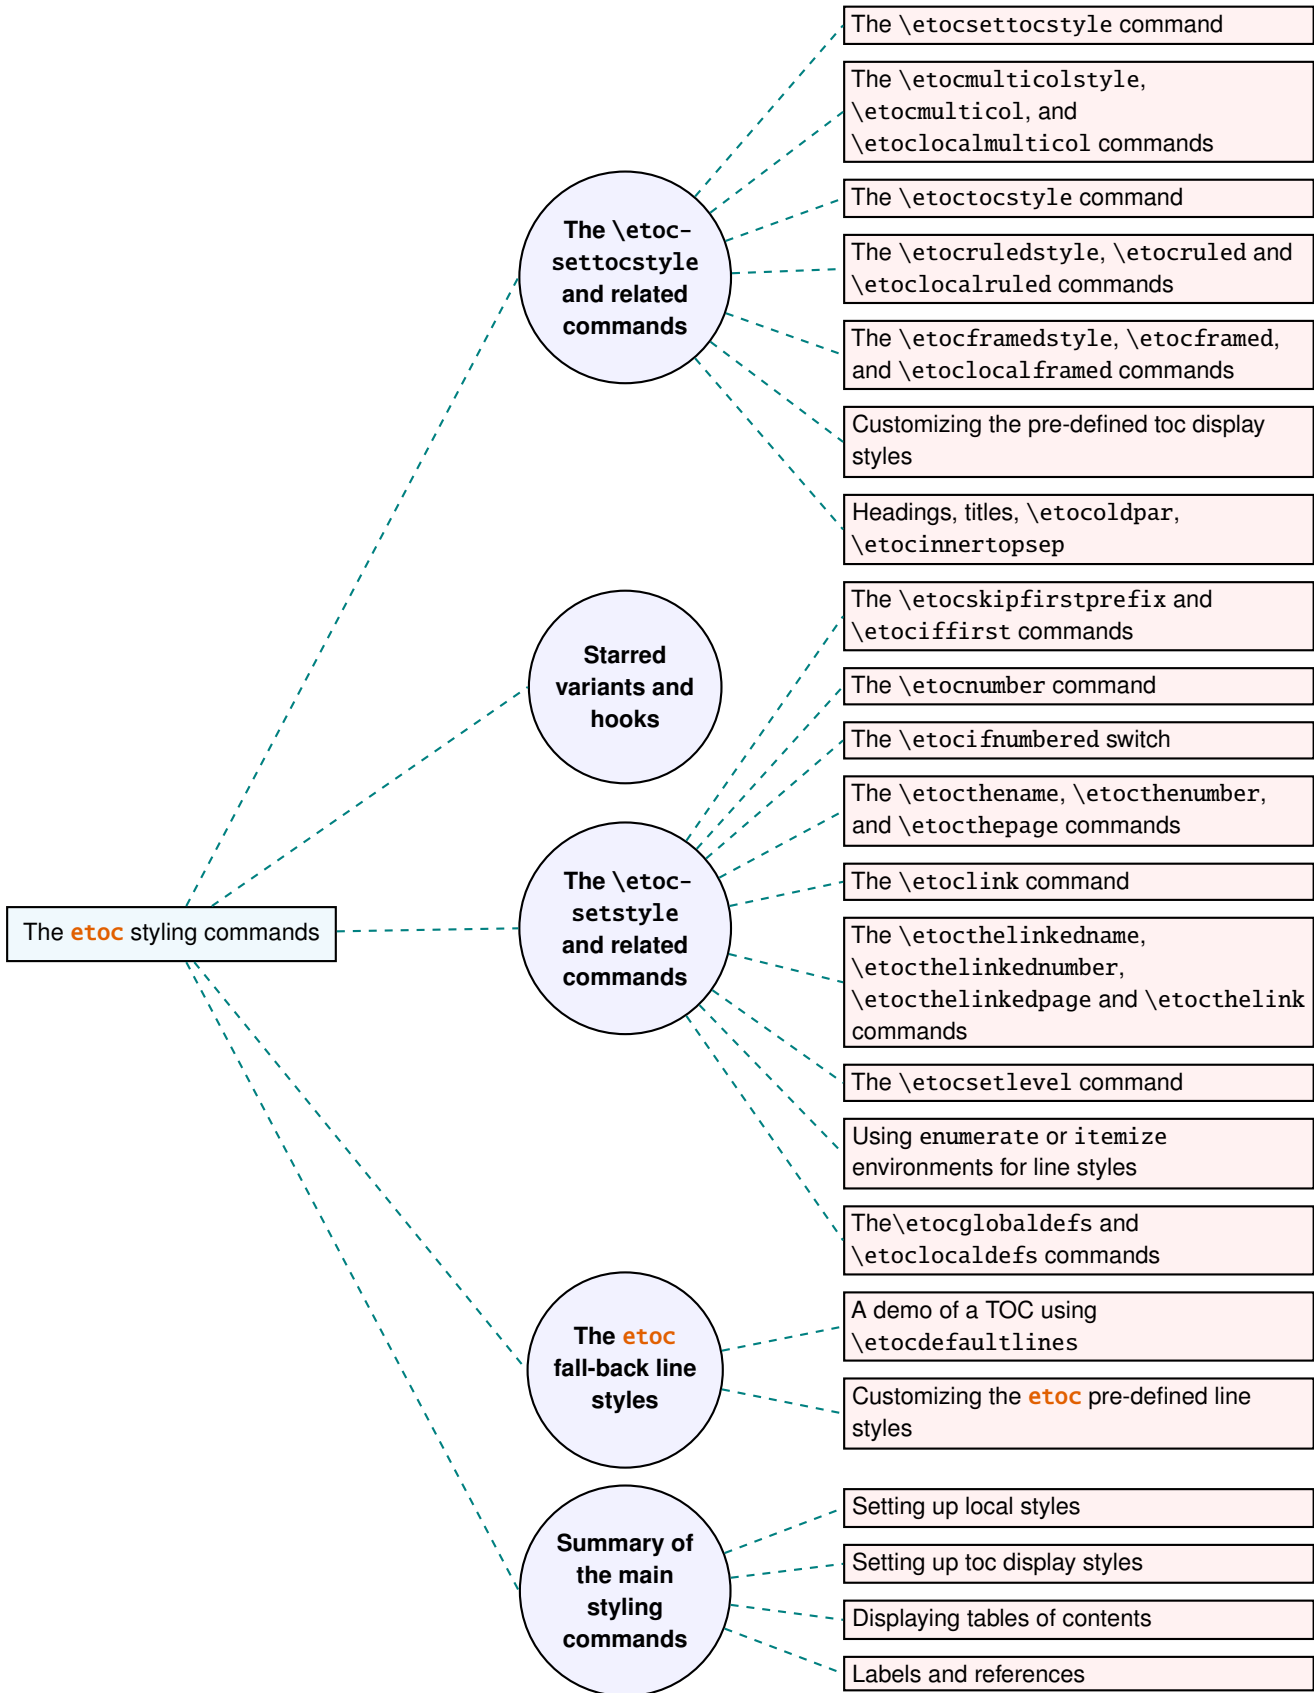 The etoc styling commands
The \etoc-
settocstyle
and related
commands
The \etocsettocstyle command
The \etocmulticolstyle,
\etocmulticol, and
\etoclocalmulticol commands
The \etoctocstyle command
The \etocruledstyle, \etocruled and
\etoclocalruled commands
The \etocframedstyle, \etocframed,
and \etoclocalframed commands
Customizing the pre-defined toc display
styles
Headings, titles, \etocoldpar,
\etocinnertopsep
Starred
variants and
hooks
The \etoc-
setstyle
and related
commands
The \etocskipfirstprefix and
\etociffirst commands
The \etocnumber command
The \etocifnumbered switch
The \etocthename, \etocthenumber,
and \etocthepage commands
The \etoclink command
The \etocthelinkedname,
\etocthelinkednumber,
\etocthelinkedpage and \etocthelink
commands
The \etocsetlevel command
Using enumerate or itemize
environments for line styles
The\etocglobaldefs and
\etoclocaldefs commands
The etoc
fall-back line
styles
A demo of a TOC using
\etocdefaultlines
Customizing the etoc pre-defined line
styles
Summary of
the main
styling
commands
Setting up local styles
Setting up toc display styles
Displaying tables of contents
Labels and references